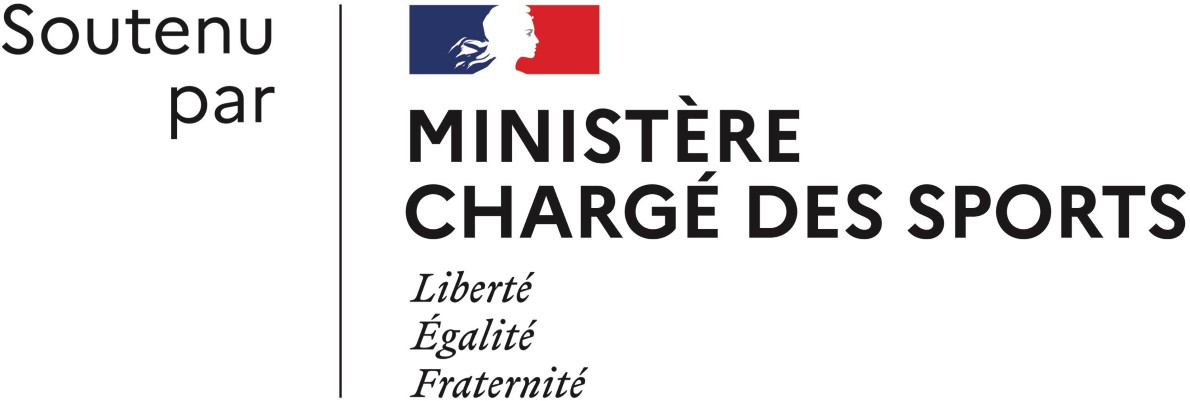 Soutenu
par
MINISTÈRE
CHARGÉ DES SPORTS
Liberté
Égalité
Fraternité